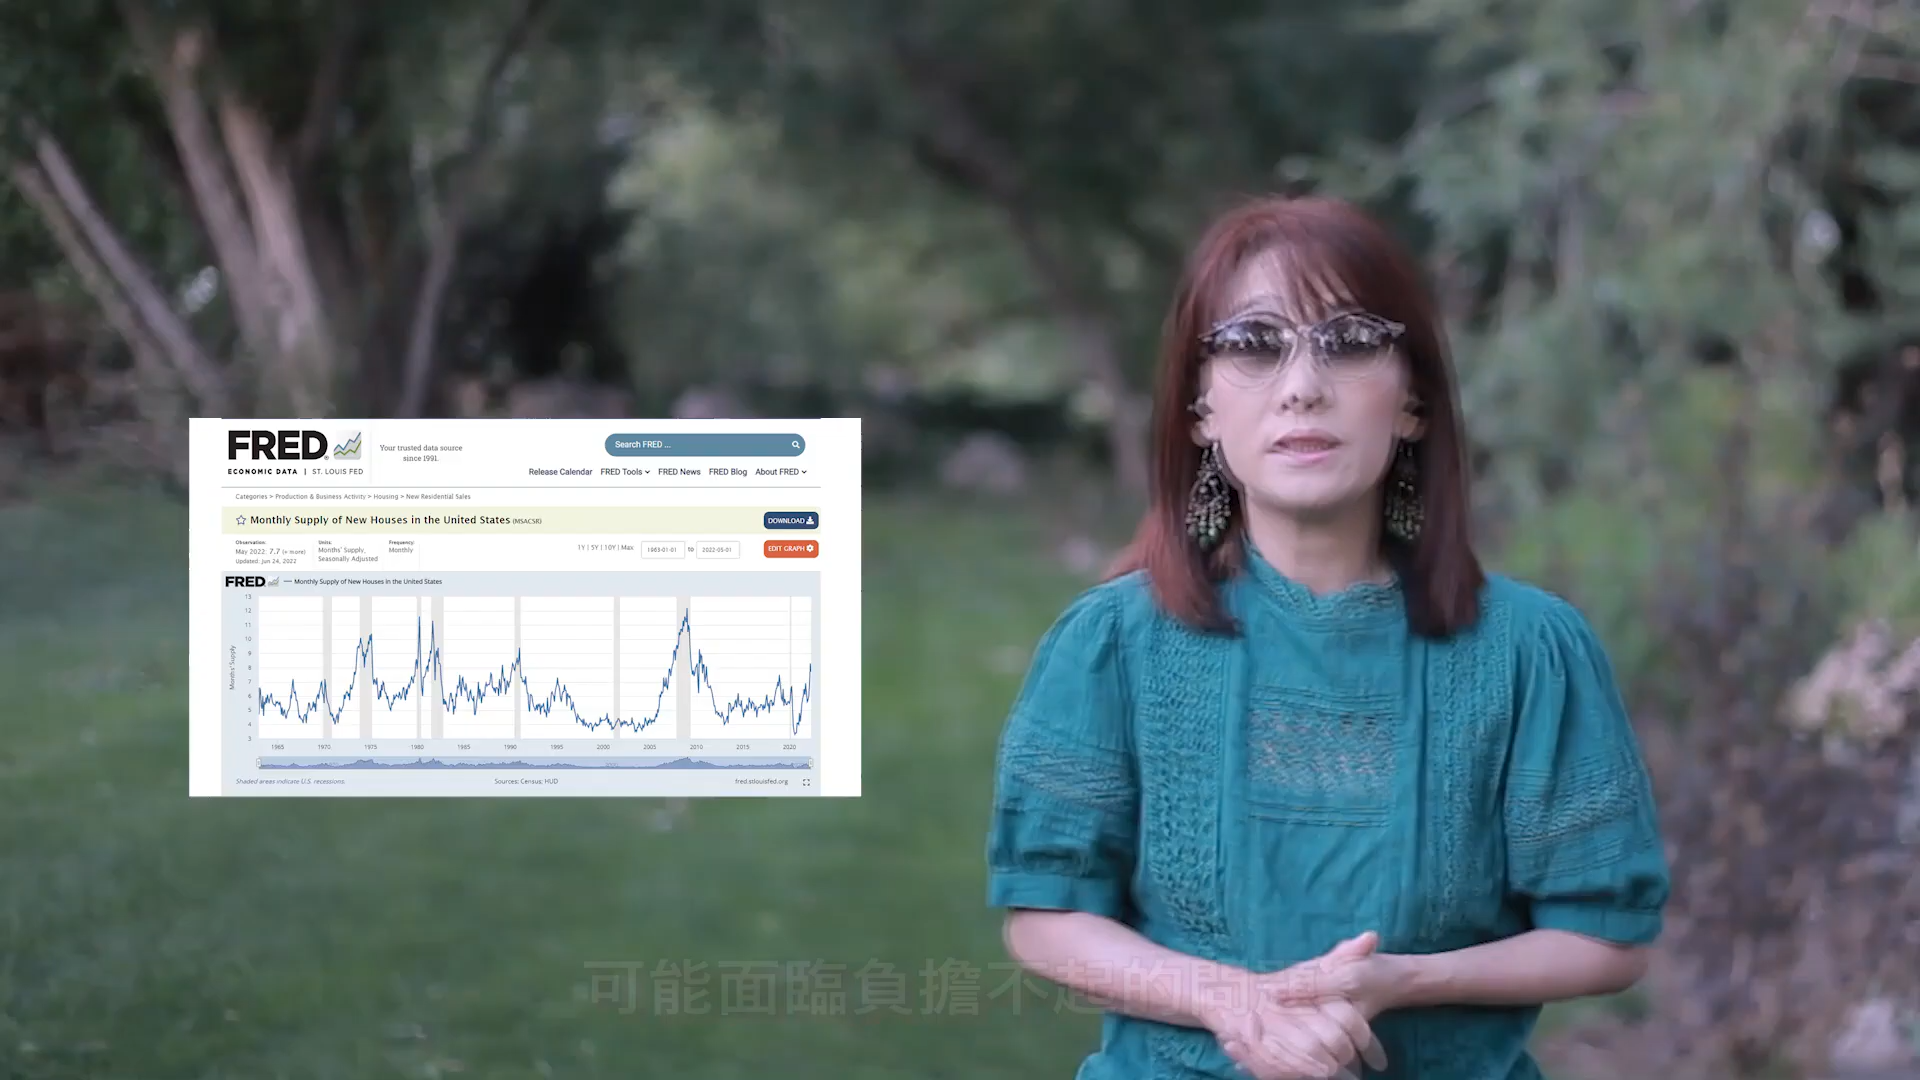 FRED
Your trusted data source
since 1991.
ECONOMIC DATA | ST. LOUIS FED
Search FRED ...
Release Calendar FRED Tools FRED News FRED Blog About FRED
Categories > Production & Business Activity > Housing > New Residential Sales
Monthly Supply of New Houses in the United States (MSACSR)
DOWNLOAD
Observation:
May 2022: 7.7 (+ more)
Updated: Jun 24, 2022
Units:
Months' Supply,
Seasonally Adjusted
Frequency:
Monthly
1Y | 5Y | 10Y | Max
1963-01-01 to 2022-05-01
EDIT GRAPH
FRED — Monthly Supply of New Houses in the United States
Months' Supply
13
12
11
10
9
8
7
6
5
4
3
1965 1970 1975 1980 1985 1990 1995 2000 2005 2010 2015 2020
Shaded areas indicate U.S. recessions.
Sources: Census; HUD
fred.stlouisfed.org
可能面臨負擔不起的問題